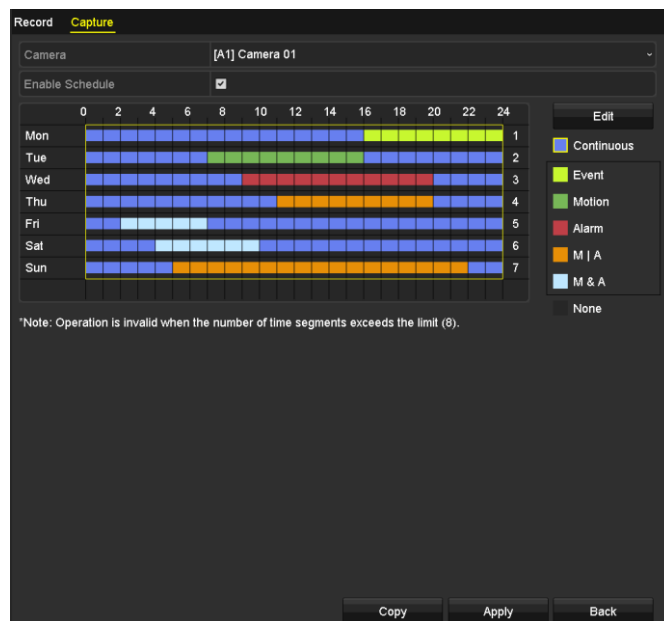 Record Capture
Camera [A1] Camera 01
Enable Schedule
0 2 4 6 8 10 12 14 16 18 20 22 24
Edit
Mon 1
Continuous
Tue 2
Wed 3
Event
Thu 4
Motion
Fri 5
Alarm
Sat 6
M | A
Sun 7
M & A
None
*Note: Operation is invalid when the number of time segments exceeds the limit (8).
Copy Apply Back